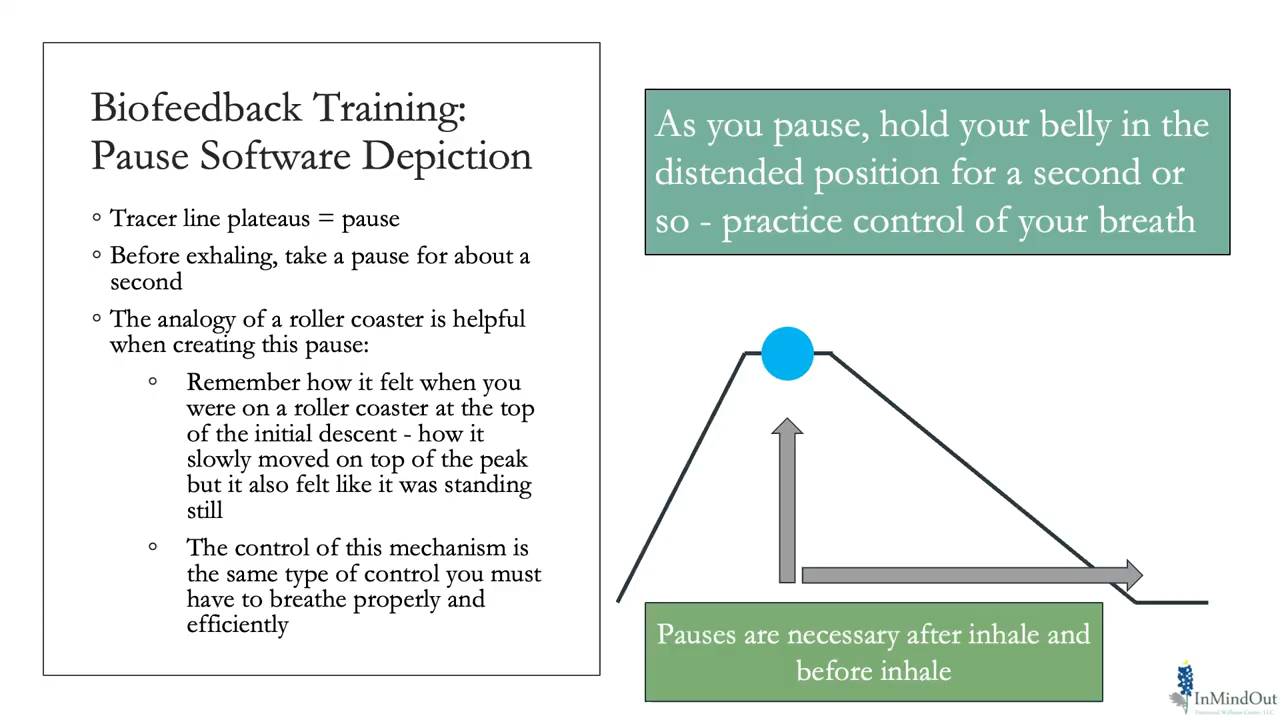 Biofeedback Training:
Pause Software Depiction
◦ Tracer line plateaus = pause
◦ Before exhaling, take a pause for about a
second
◦ The analogy of a roller coaster is helpful
when creating this pause:
◦ Remember how it felt when you
were on a roller coaster at the top
of the initial descent - how it
slowly moved on top of the peak
but it also felt like it was standing
still
◦ The control of this mechanism is
the same type of control you must
have to breathe properly and
efficiently
As you pause, hold your belly in the
distended position for a second or
so - practice control of your breath
Pauses are necessary after inhale and
before inhale
InMindOut